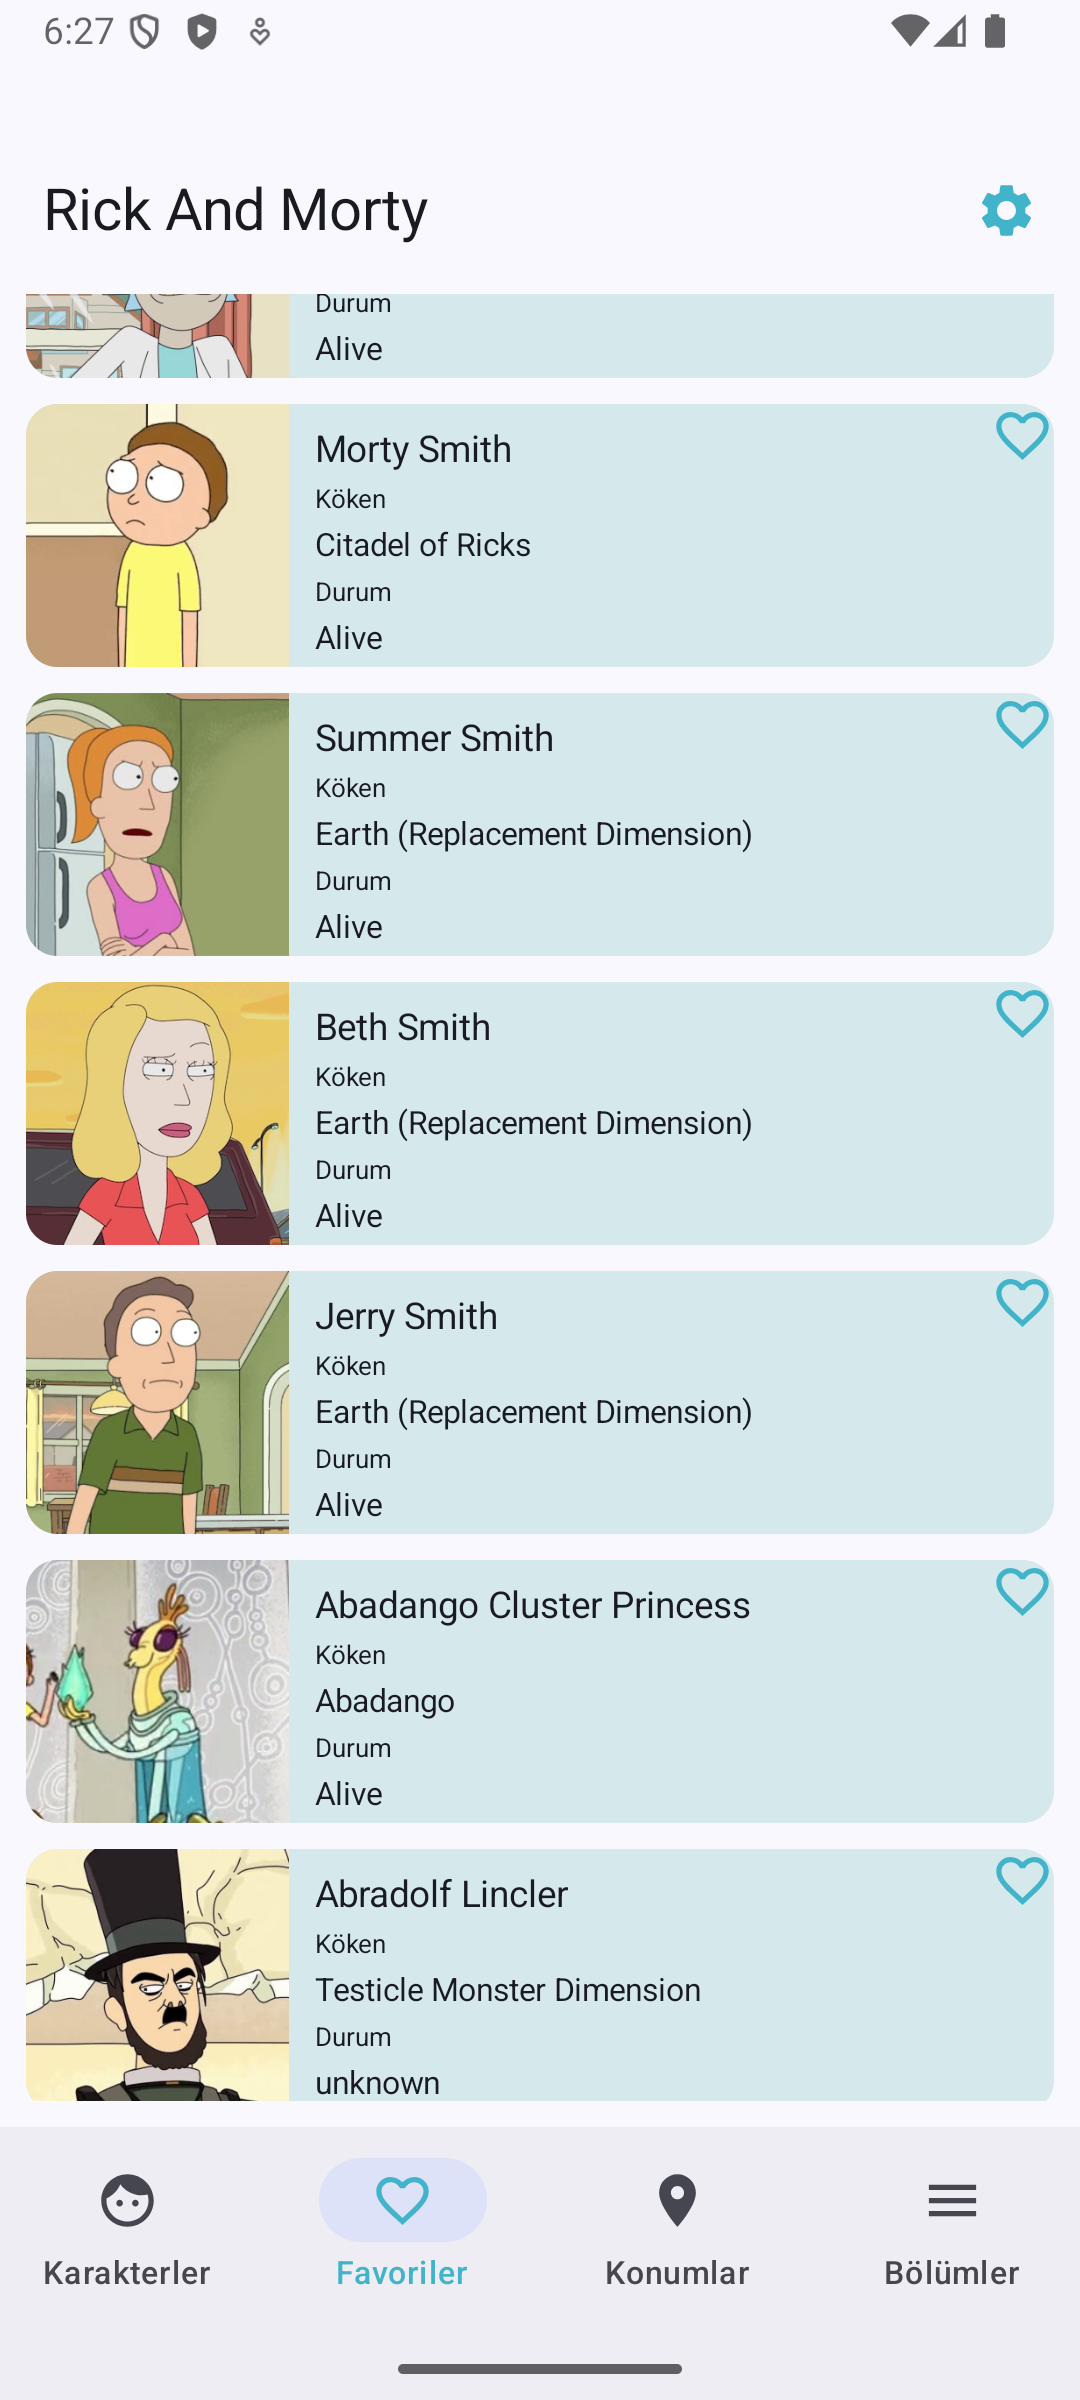 6:27
Rick And Morty
Durum
Alive
Morty Smith
Köken
Citadel of Ricks
Durum
Alive
Summer Smith
Köken
Earth (Replacement Dimension)
Durum
Alive
Beth Smith
Köken
Earth (Replacement Dimension)
Durum
Alive
Jerry Smith
Köken
Earth (Replacement Dimension)
Durum
Alive
Abadango Cluster Princess
Köken
Abadango
Durum
Alive
Abradolf Lincler
Köken
Testicle Monster Dimension
Durum
unknown
Karakterler
Favoriler
Konumlar
Bölümler